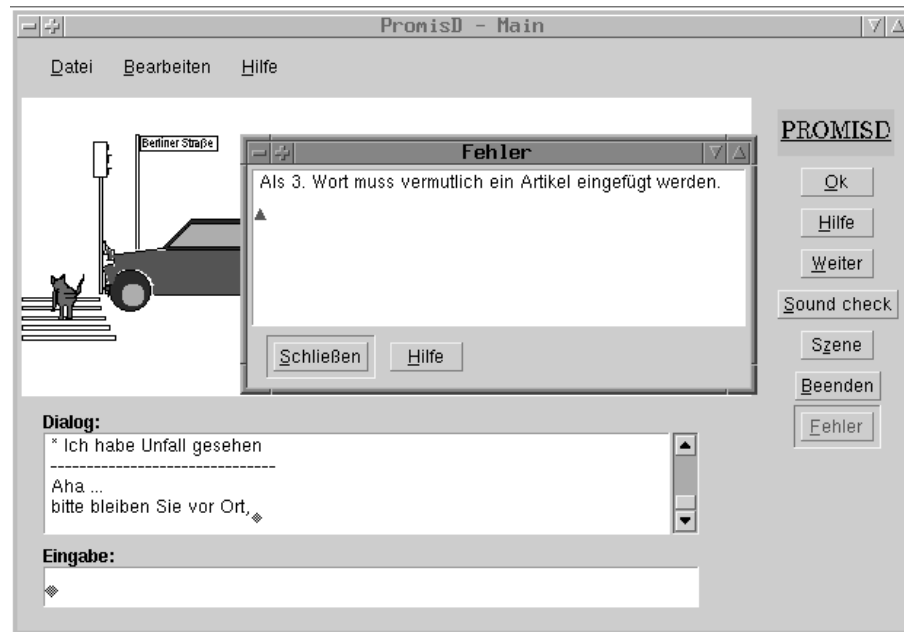 PromisD - Main
Datei Bearbeiten Hilfe
Berliner Straße
Fehler
Als 3. Wort muss vermutlich ein Artikel eingefügt werden.
Schließen Hilfe
PROMISD
Ok
Hilfe
Weiter
Sound check
Szene
Beenden
Fehler
Dialog:
* Ich habe Unfall gesehen
-------------------------------
Aha ...
bitte bleiben Sie vor Ort,
Eingabe: